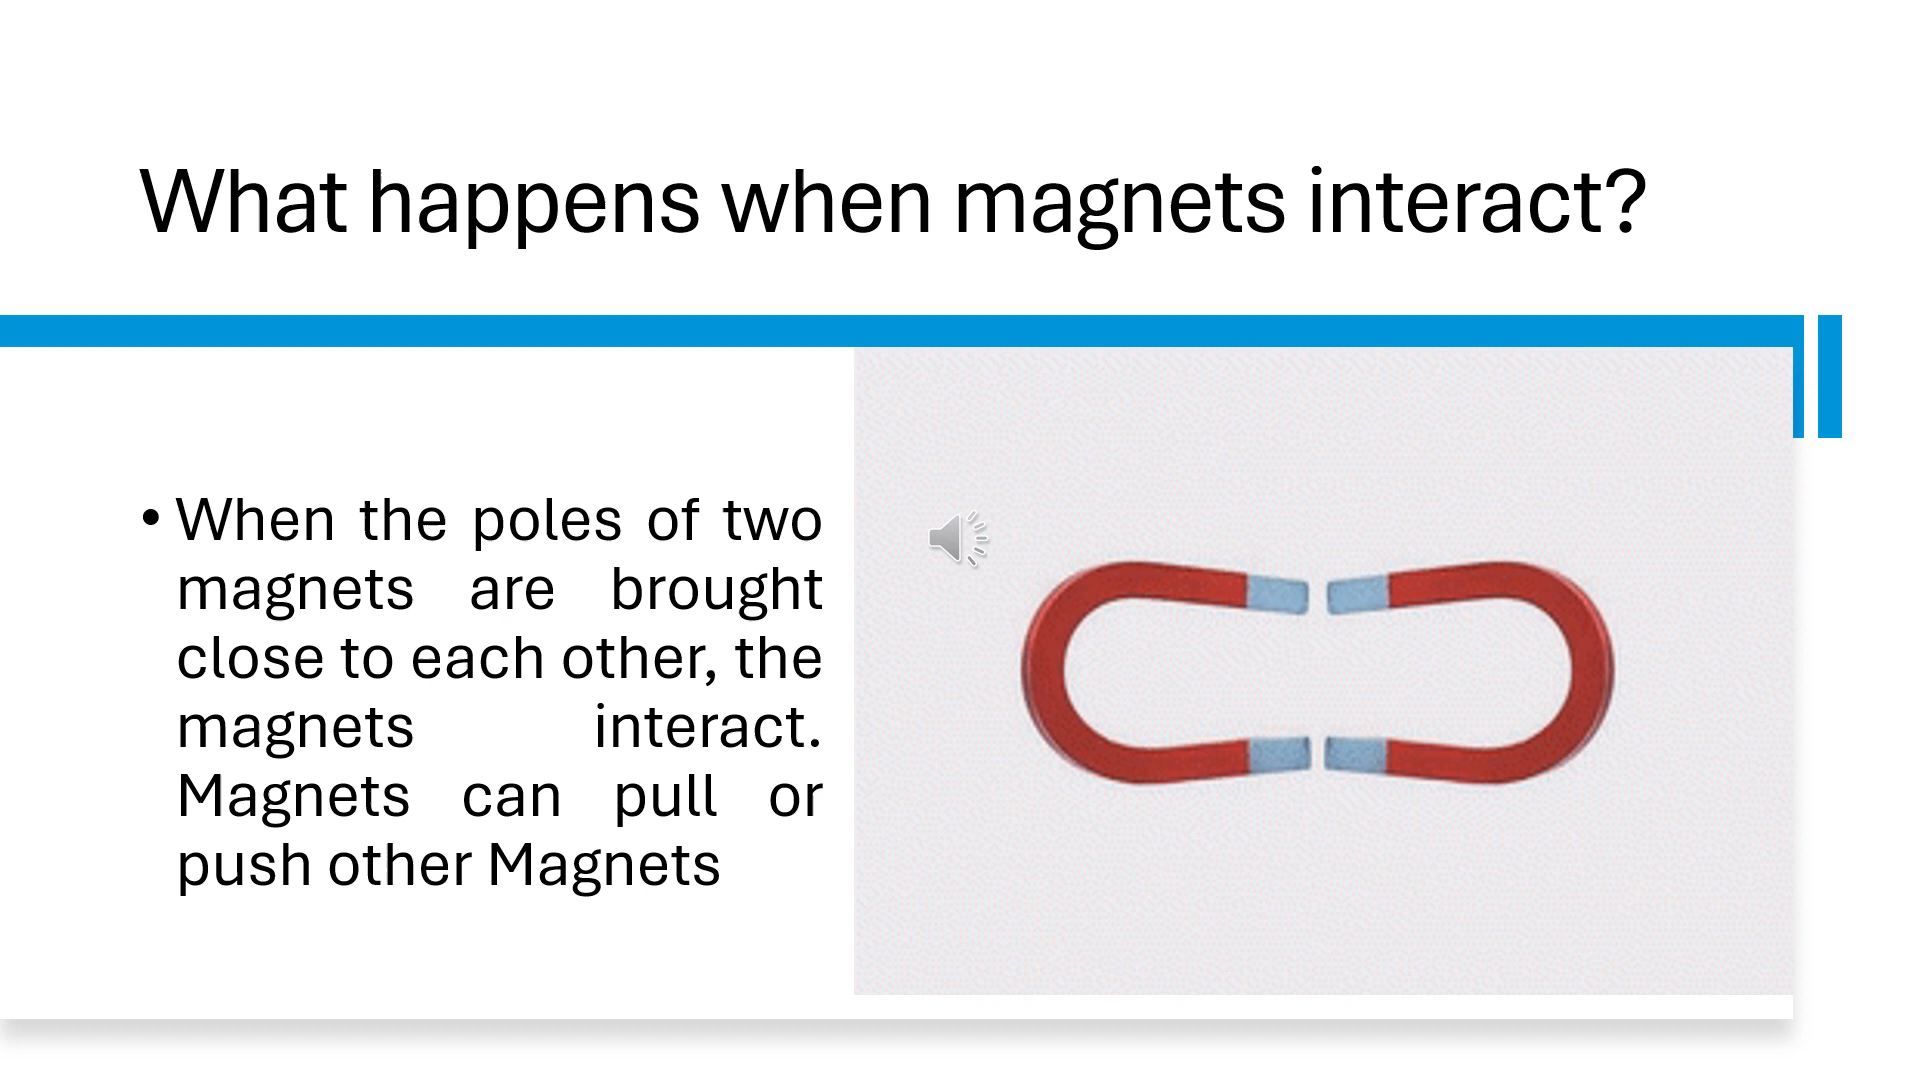 What happens when magnets interact?
• When the poles of two
magnets are brought
close to each other, the
magnets interact.
Magnets can pull or
push other Magnets